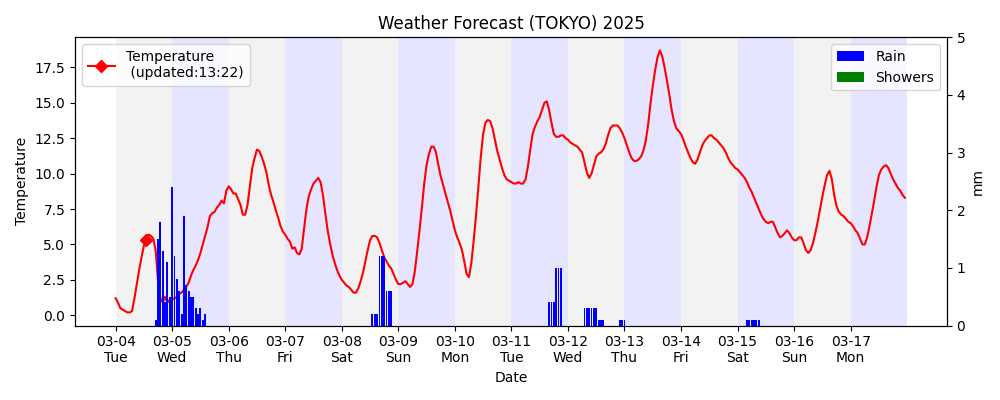 Weather Forecast (TOKYO) 2025
Temperature
(updated:13:22)
Rain
Showers
Temperature
17.5
15.0
12.5
10.0
7.5
5.0
2.5
0.0
5
4
3
2
1
0
mm
03-04 03-05 03-06 03-07 03-08 03-09 03-10 03-11 03-12 03-13 03-14 03-15 03-16 03-17
Tue Wed Thu Fri Sat Sun Mon Tue Wed Thu Fri Sat Sun Mon
Date